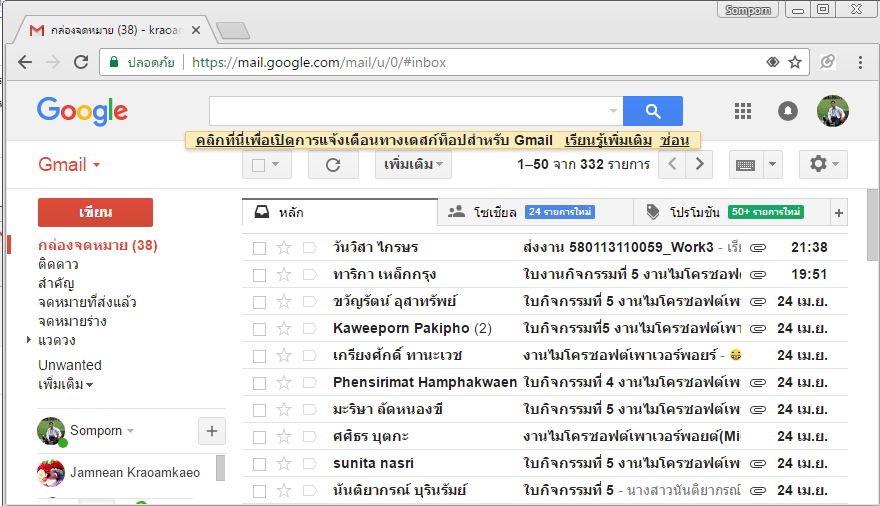 Somporn
กล่องจดหมาย (38) - kraoan
ปลอดภัย https://mail.google.com/mail/u/0/#inbox
Google
คลิกที่นี่เพื่อเปิดการแจ้งเตือนทางเดสก์ท็อปสำหรับ Gmail เรียนรู้เพิ่มเติม ซ่อน
Gmail
เพิ่มเติม
1–50 จาก 332 รายการ
เขียน
กล่องจดหมาย (38)
ติดดาว
สำคัญ
จดหมายที่ส่งแล้ว
จดหมายร่าง
แวดวง
Unwanted
เพิ่มเติม
Somporn
Jamnean Kraoamkaeo
หลัก
โซเชียล 24 รายการใหม่
โปรโมชัน 50+ รายการใหม่
วันวิสา ไกรษร ส่งงาน 580113110059_Work3 - เรีย 21:38
ทาริกา เหล็กกรุง ใบงานกิจกรรมที่ 5 งานไมโครซอฟต 19:51
ขวัญรัตน์ อุสาทรัพย์ ใบกิจกรรมที่ 5 งานไมโครซอฟต์เพ 24 เม.ย.
Kaweeporn Pakipho (2) ใบกิจกรรมที่5 งานไมโครซอฟต์เพา 24 เม.ย.
เกรียงศักดิ์ ทานะเวช งานไมโครซอฟต์เพาเวอร์พอยร์ - 😁 24 เม.ย.
Phensirimat Hamphakwaen ใบกิจกรรมที่ 4 งานไมโครซอฟต์เพ 24 เม.ย.
มะริษา ลัดหนองขี ใบกิจกรรมที่ 5 งานไมโครซอฟต์เพ 24 เม.ย.
ศศิธร บุตกะ งานไมโครซอฟต์เพาเวอร์พอยต์(Mi 24 เม.ย.
sunita nasri ใบกิจกรรมที่ 5 งานไมโครซอฟต์เพ 24 เม.ย.
นันติยากรณ์ บุรินรัมย์ ใบกิจกรรมที่ 5 - นางสาวนันติยากรณ์ 24 เม.ย.